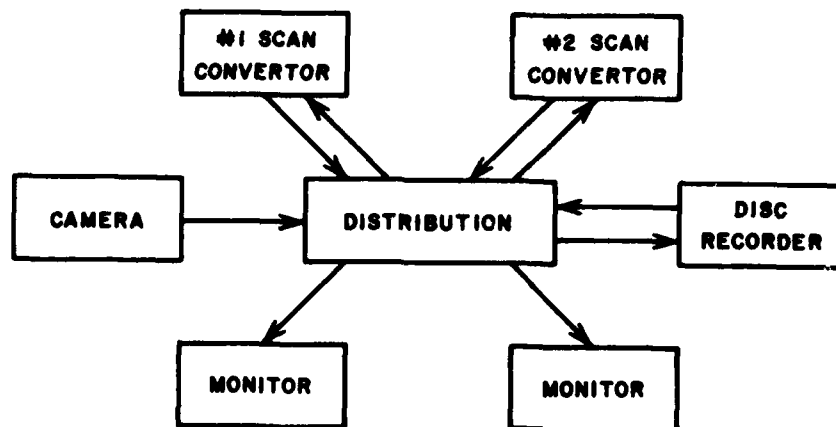 #1 SCAN
CONVERTOR
#2 SCAN
CONVERTOR
CAMERA
DISTRIBUTION
DISC
RECORDER
MONITOR
MONITOR